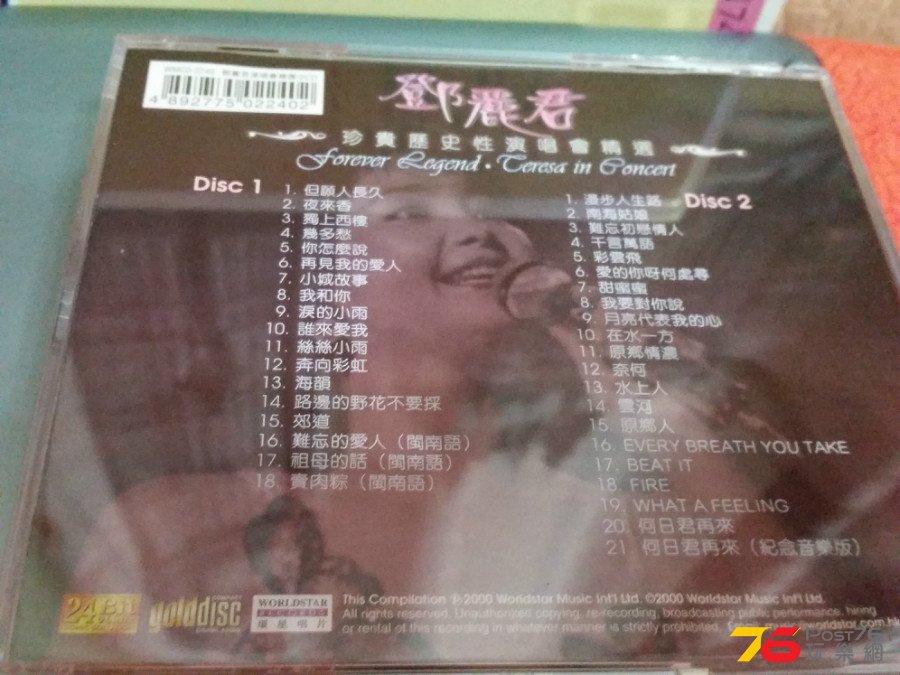 4 892775 022402
鄧麗君
珍貴歷史性演唱會精選
Forever Legend · Teresa in Concert
Disc 1
1. 但願人長久
2. 夜來香
3. 獨上西樓
4. 幾多愁
5. 你怎麼說
6. 再見我的愛人
7. 小城故事
8. 我和你
9. 淚的小雨
10. 誰來愛我
11. 絲絲小雨
12. 奔向彩虹
13. 海韻
14. 路邊的野花不要採
15. 郊道
16. 難忘的愛人（閩南語）
17. 祖母的話（閩南語）
18. 賣肉粽（閩南語）
Disc 2
1. 漫步人生路
2. 南海姑娘
3. 難忘初戀情人
4. 千言萬語
5. 彩雲飛
6. 愛的你呀何處尋
7. 甜蜜蜜
8. 我要對你說
9. 月亮代表我的心
10. 在水一方
11. 原鄉情濃
12. 奈何
13. 水上人
14. 雲河
15. 原鄉人
16. EVERY BREATH YOU TAKE
17. BEAT IT
18. FIRE
19. WHAT A FEELING
20. 何日君再來
21. 何日君再來（紀念音樂版）
24 BIT
COMPACT
golddisc
WORLDSTAR
RECORDS
環星唱片
This Compilation ℗2000 Worldstar Music Int'l Ltd. ©2000 Worldstar Music Int'l Ltd.
All rights reserved. Unauthorized copying, re-recording, broadcasting public performance, hiring
or rental of this recording in whatever manner is strictly prohibited.
76 Post76
玩樂網